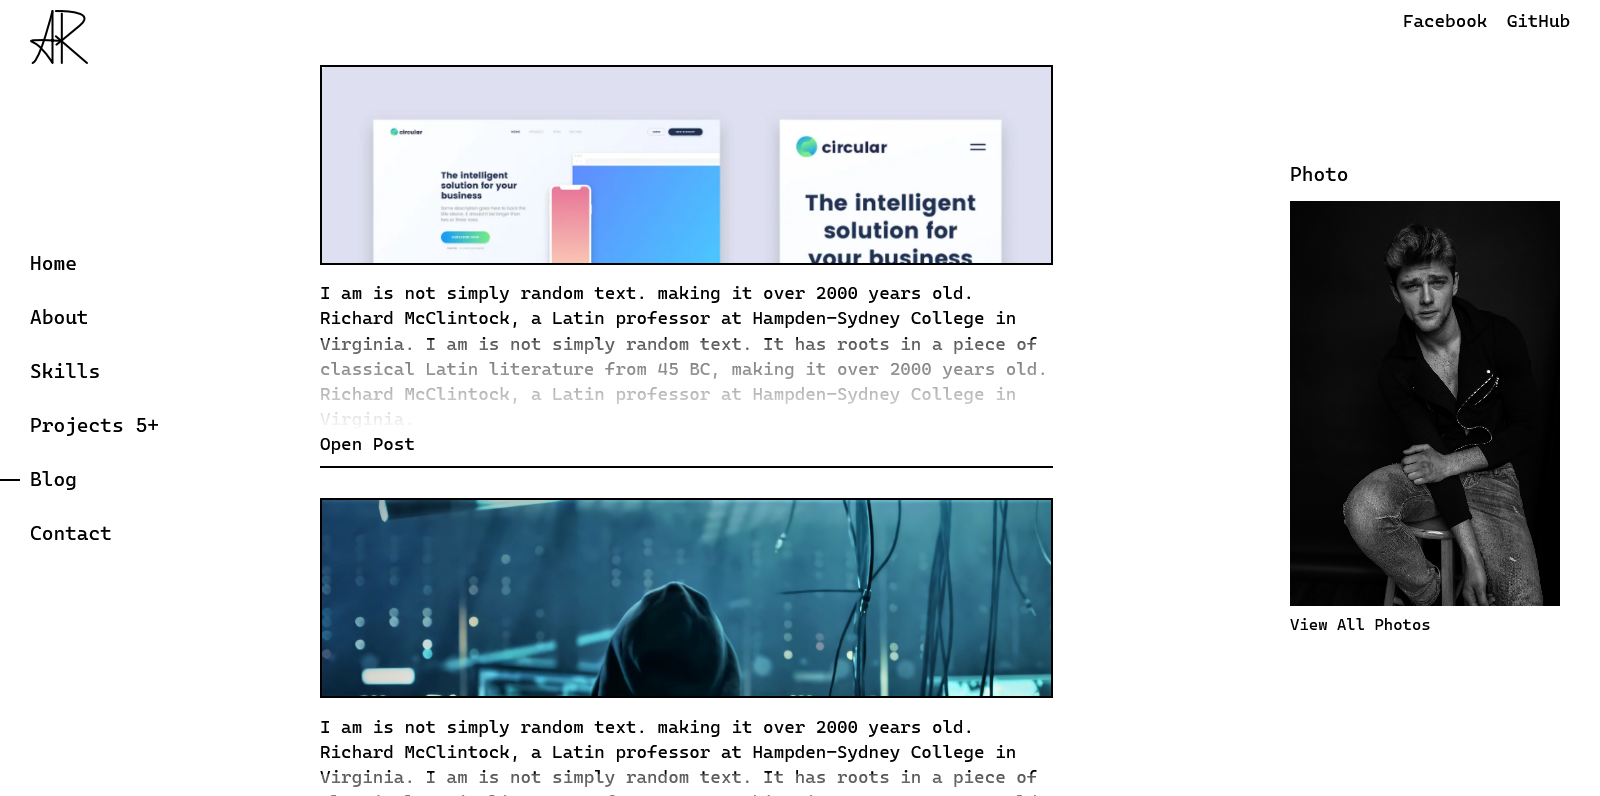 AR
Facebook GitHub
Home
About
Skills
Projects 5+
Blog
Contact
circular
The intelligent
solution for your
business
circular
The intelligent
solution for
your business
I am is not simply random text. making it over 2000 years old.
Richard McClintock, a Latin professor at Hampden-Sydney College in
Virginia. I am is not simply random text. It has roots in a piece of
classical Latin literature from 45 BC, making it over 2000 years old.
Richard McClintock, a Latin professor at Hampden-Sydney College in
Virginia.
Open Post
I am is not simply random text. making it over 2000 years old.
Richard McClintock, a Latin professor at Hampden-Sydney College in
Virginia. I am is not simply random text. It has roots in a piece of
Photo
View All Photos